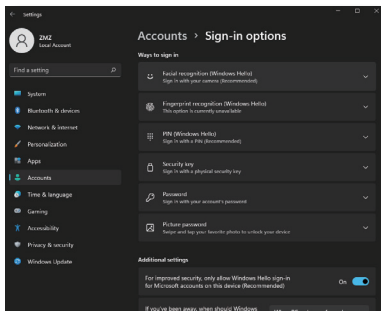 Settings
ZMZ
Local Account
Find a setting
System
Bluetooth & devices
Network & internet
Personalization
Apps
Accounts
Time & language
Gaming
Accessibility
Privacy & security
Windows Update
Accounts > Sign-in options
Ways to sign in
Facial recognition (Windows Hello)
Sign in with your camera (Recommended)
Fingerprint recognition (Windows Hello)
This option is currently unavailable
PIN (Windows Hello)
Sign in with a PIN (Recommended)
Security key
Sign in with a physical security key
Password
Sign in with your account's password
Picture password
Swipe and tap your favorite photo to unlock your device
Additional settings
For improved security, only allow Windows Hello sign-in
for Microsoft accounts on this device (Recommended)
On
If you've been away, when should Windows